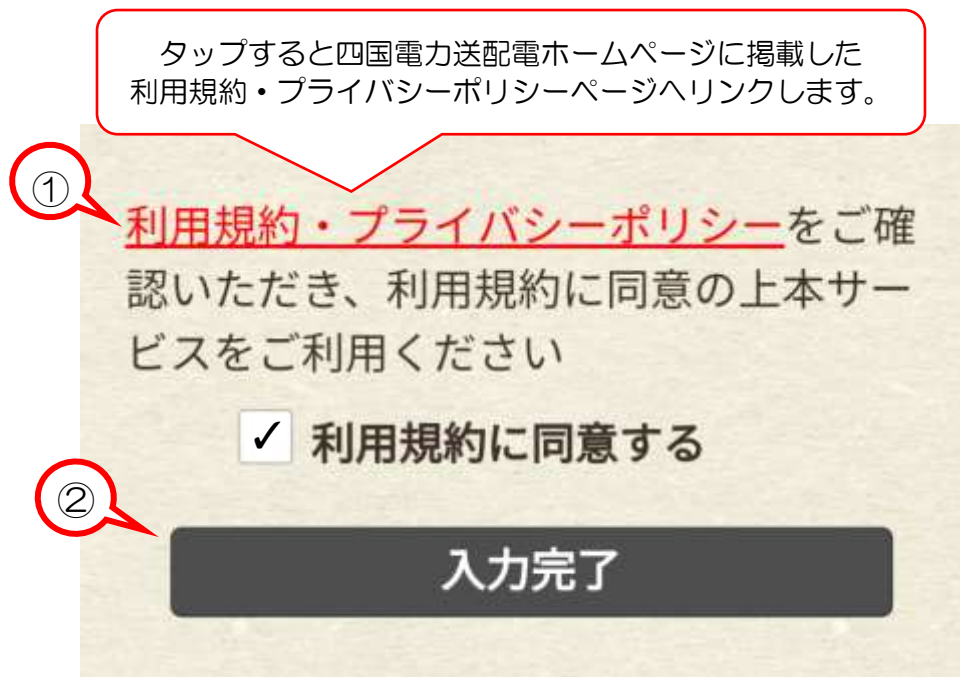 タップすると四国電力送配電ホームページに掲載した
利用規約・プライバシーポリシーページへリンクします。
①
利用規約・プライバシーポリシーをご確
認いただき、利用規約に同意の上本サー
ビスをご利用ください
✓ 利用規約に同意する
②
入力完了